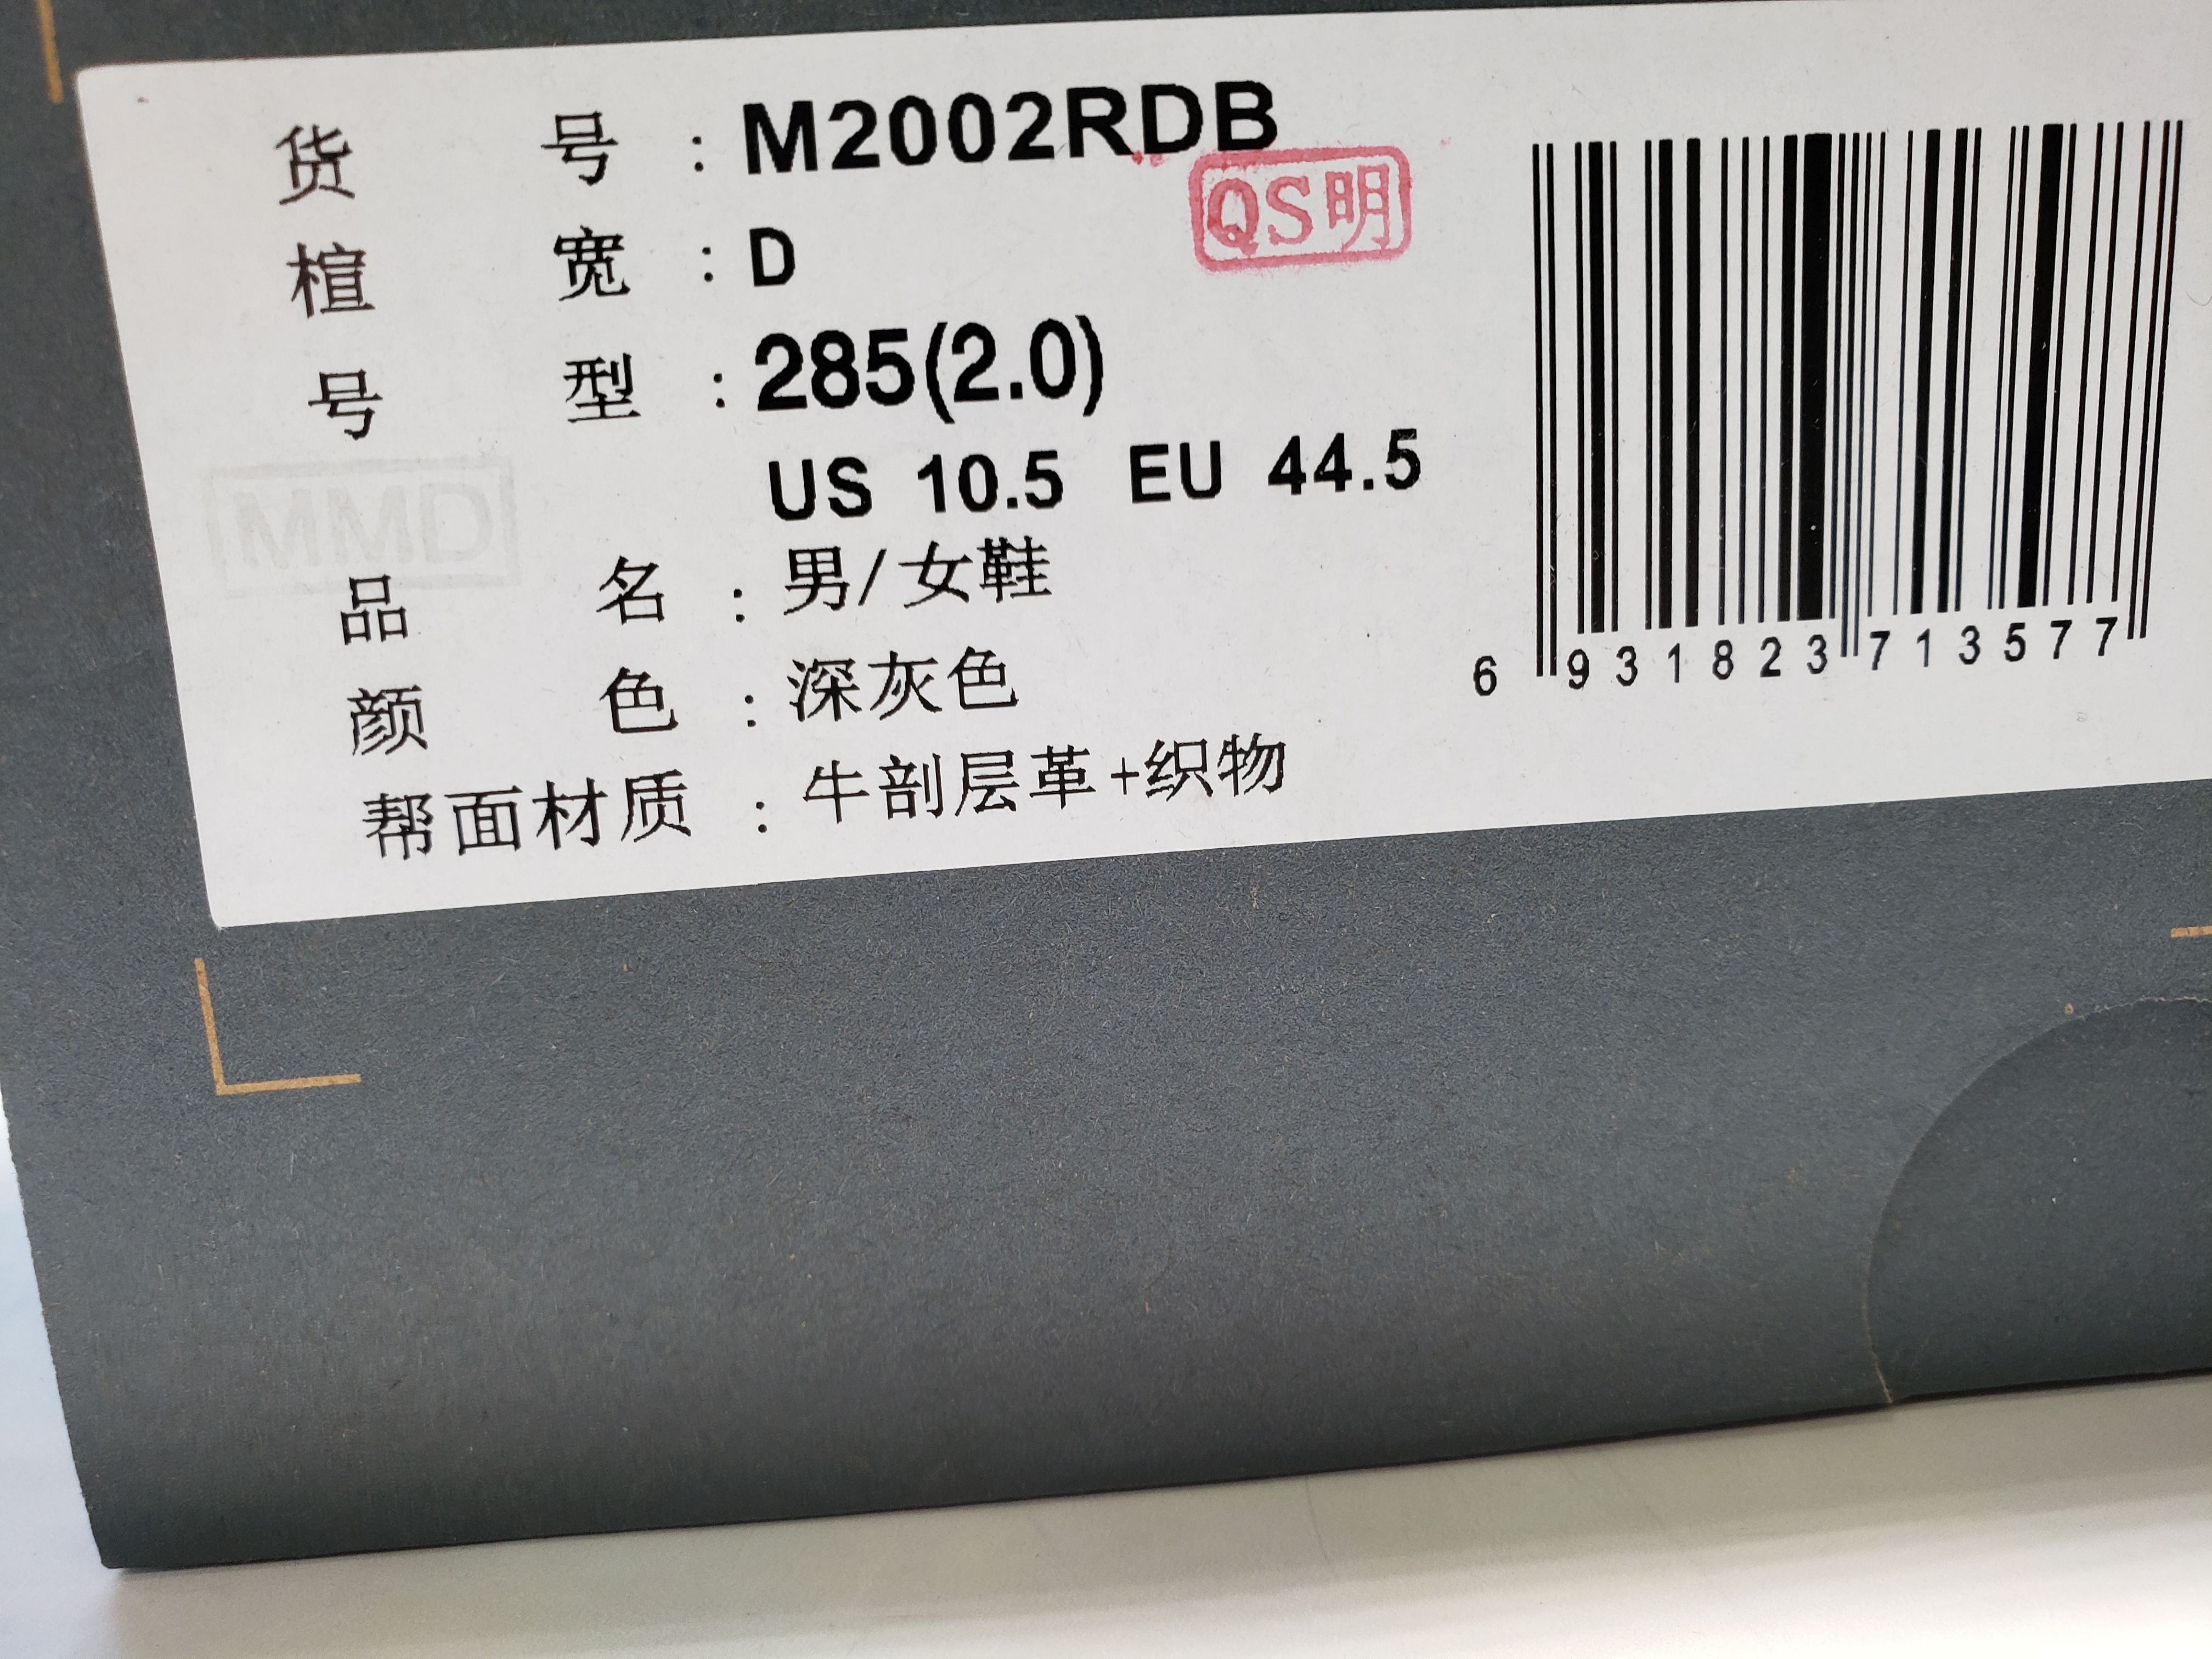 货号：M2002RDB
QS明
楦宽：D
号型：285(2.0)
US 10.5 EU 44.5
MMD
品名：男/女鞋
颜色：深灰色
帮面材质：牛剖层革+织物
6 931823 713577